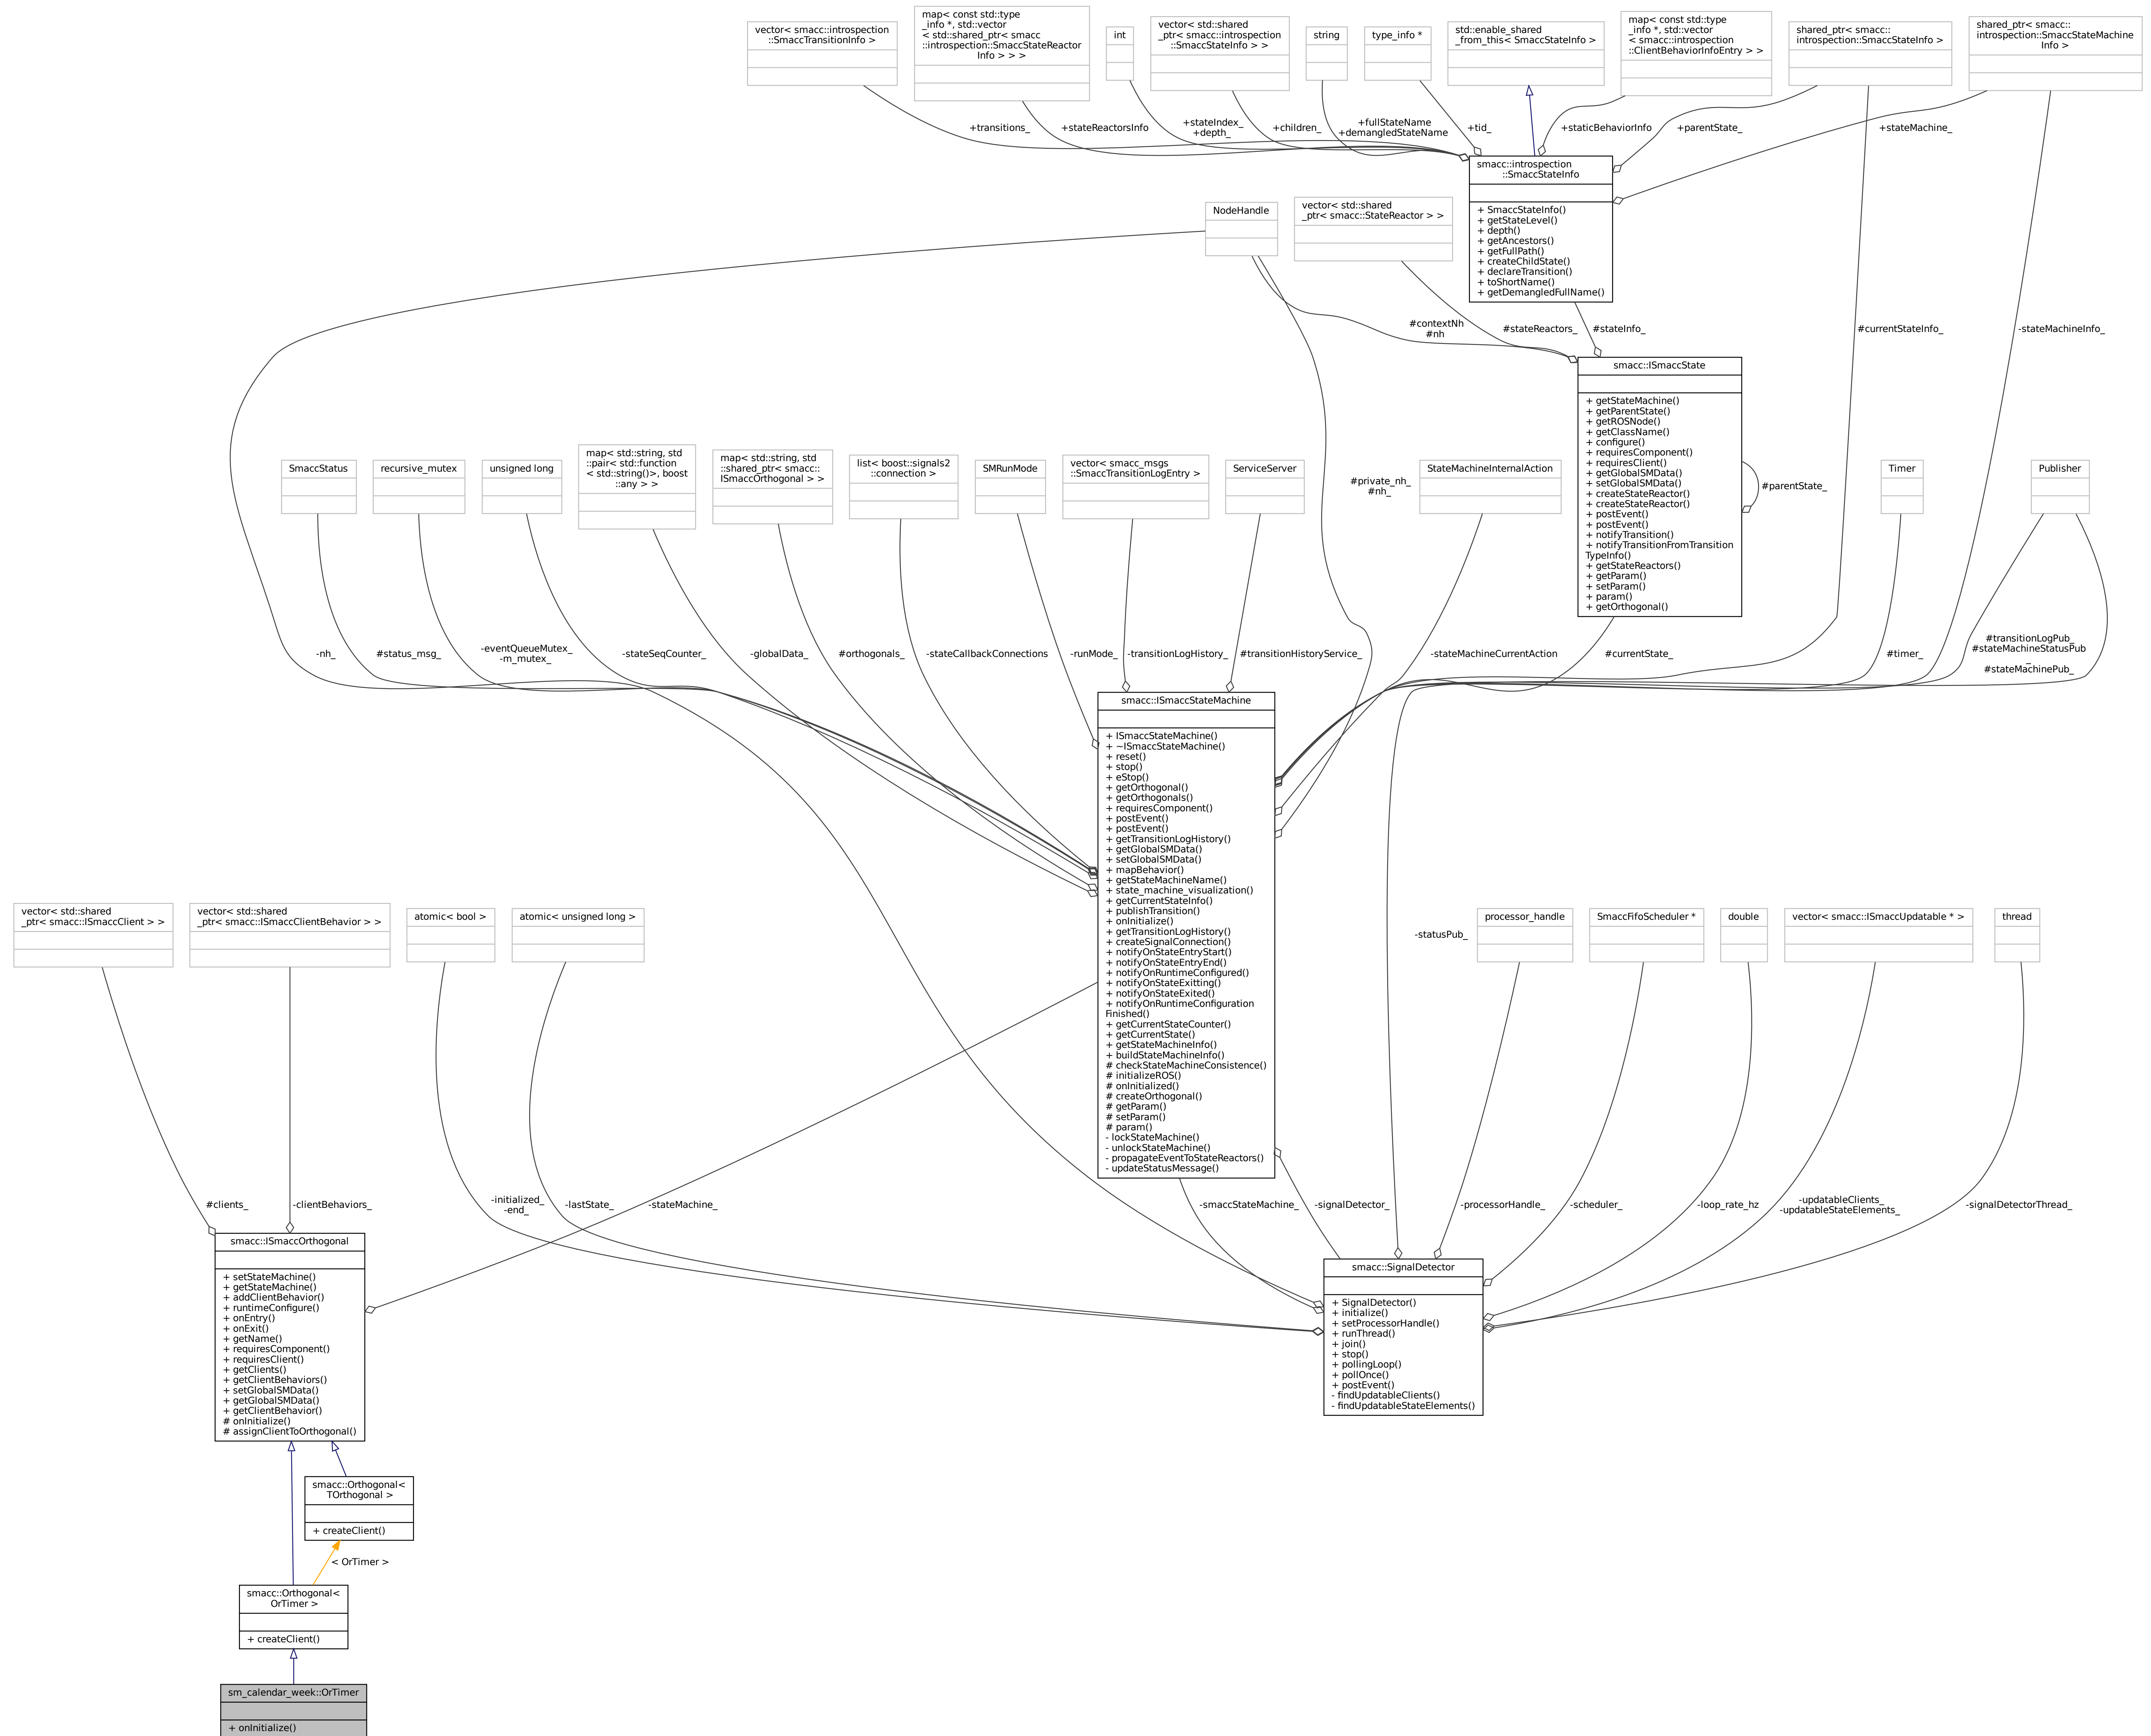 vector< smacc::introspection
::SmaccTransitionInfo >
map< const std::type
_info *, std::vector
< std::shared_ptr< smacc
::introspection::SmaccStateReactor
Info > > >
int
vector< std::shared
_ptr< smacc::introspection
::SmaccStateInfo > >
string
type_info *
std::enable_shared
_from_this< SmaccStateInfo >
map< const std::type
_info *, std::vector
< smacc::introspection
::ClientBehaviorInfoEntry > >
shared_ptr< smacc::
introspection::SmaccStateInfo >
shared_ptr< smacc::
introspection::SmaccStateMachine
Info >
+transitions_
+stateReactorsInfo
+stateIndex_
+depth_
+children_
+fullStateName
+demangledStateName
+tid_
+staticBehaviorInfo
+parentState_
+stateMachine_
smacc::introspection
::SmaccStateInfo
+ SmaccStateInfo()
+ getStateLevel()
+ depth()
+ getAncestors()
+ getFullPath()
+ createChildState()
+ declareTransition()
+ toShortName()
+ getDemangledFullName()
NodeHandle
vector< std::shared
_ptr< smacc::StateReactor > >
#contextNh
#nh
#stateReactors_
#stateInfo_
#currentStateInfo_
-stateMachineInfo_
smacc::ISmaccState
+ getStateMachine()
+ getParentState()
+ getROSNode()
+ getClassName()
+ configure()
+ requiresComponent()
+ requiresClient()
+ getGlobalSMData()
+ setGlobalSMData()
+ createStateReactor()
+ createStateReactor()
+ postEvent()
+ postEvent()
+ notifyTransition()
+ notifyTransitionFromTransition
TypeInfo()
+ getStateReactors()
+ getParam()
+ setParam()
+ param()
+ getOrthogonal()
#parentState_
SmaccStatus
recursive_mutex
unsigned long
map< std::string, std
::pair< std::function
< std::string()>, boost
::any > >
map< std::string, std
::shared_ptr< smacc::
ISmaccOrthogonal > >
list< boost::signals2
::connection >
SMRunMode
vector< smacc_msgs
::SmaccTransitionLogEntry >
ServiceServer
#private_nh_
#nh_
StateMachineInternalAction
Timer
Publisher
-nh_
#status_msg_
-eventQueueMutex_
-m_mutex_
-stateSeqCounter_
-globalData_
#orthogonals_
-stateCallbackConnections
-runMode_
-transitionLogHistory_
#transitionHistoryService_
-stateMachineCurrentAction
#currentState_
#timer_
#transitionLogPub_
#stateMachineStatusPub
_
#stateMachinePub_
smacc::ISmaccStateMachine
+ ISmaccStateMachine()
+ ~ISmaccStateMachine()
+ reset()
+ stop()
+ eStop()
+ getOrthogonal()
+ getOrthogonals()
+ requiresComponent()
+ postEvent()
+ postEvent()
+ getTransitionLogHistory()
+ getGlobalSMData()
+ setGlobalSMData()
+ mapBehavior()
+ getStateMachineName()
+ state_machine_visualization()
+ getCurrentStateInfo()
+ publishTransition()
+ onInitialize()
+ getTransitionLogHistory()
+ createSignalConnection()
+ notifyOnStateEntryStart()
+ notifyOnStateEntryEnd()
+ notifyOnRuntimeConfigured()
+ notifyOnStateExitting()
+ notifyOnStateExited()
+ notifyOnRuntimeConfiguration
Finished()
+ getCurrentStateCounter()
+ getCurrentState()
+ getStateMachineInfo()
+ buildStateMachineInfo()
# checkStateMachineConsistence()
# initializeROS()
# onInitialized()
# createOrthogonal()
# getParam()
# setParam()
# param()
- lockStateMachine()
- unlockStateMachine()
- propagateEventToStateReactors()
- updateStatusMessage()
vector< std::shared
_ptr< smacc::ISmaccClient > >
vector< std::shared
_ptr< smacc::ISmaccClientBehavior > >
atomic< bool >
atomic< unsigned long >
-statusPub_
processor_handle
SmaccFifoScheduler *
double
vector< smacc::ISmaccUpdatable * >
thread
#clients_
-clientBehaviors_
-initialized_
-end_
-lastState_
-stateMachine_
-smaccStateMachine_
-signalDetector_
-processorHandle_
-scheduler_
-loop_rate_hz
-updatableClients_
-updatableStateElements_
-signalDetectorThread_
smacc::ISmaccOrthogonal
+ setStateMachine()
+ getStateMachine()
+ addClientBehavior()
+ runtimeConfigure()
+ onEntry()
+ onExit()
+ getName()
+ requiresComponent()
+ requiresClient()
+ getClients()
+ getClientBehaviors()
+ setGlobalSMData()
+ getGlobalSMData()
+ getClientBehavior()
# onInitialize()
# assignClientToOrthogonal()
smacc::SignalDetector
+ SignalDetector()
+ initialize()
+ setProcessorHandle()
+ runThread()
+ join()
+ stop()
+ pollingLoop()
+ pollOnce()
+ postEvent()
- findUpdatableClients()
- findUpdatableStateElements()
smacc::Orthogonal<
TOrthogonal >
+ createClient()
< OrTimer >
smacc::Orthogonal<
OrTimer >
+ createClient()
sm_calendar_week::OrTimer
+ onInitialize()